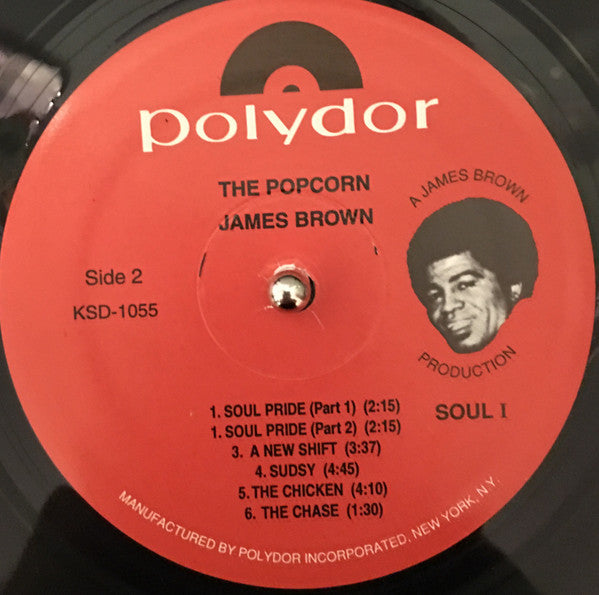 polydor
THE POPCORN
JAMES BROWN
A JAMES BROWN
PRODUCTION
Side 2
KSD-1055
SOUL I
1. SOUL PRIDE (Part 1) (2:15)
1. SOUL PRIDE (Part 2) (2:15)
3. A NEW SHIFT (3:37)
4. SUDSY (4:45)
5. THE CHICKEN (4:10)
6. THE CHASE (1:30)
MANUFACTURED BY POLYDOR INCORPORATED, NEW YORK, N.Y.